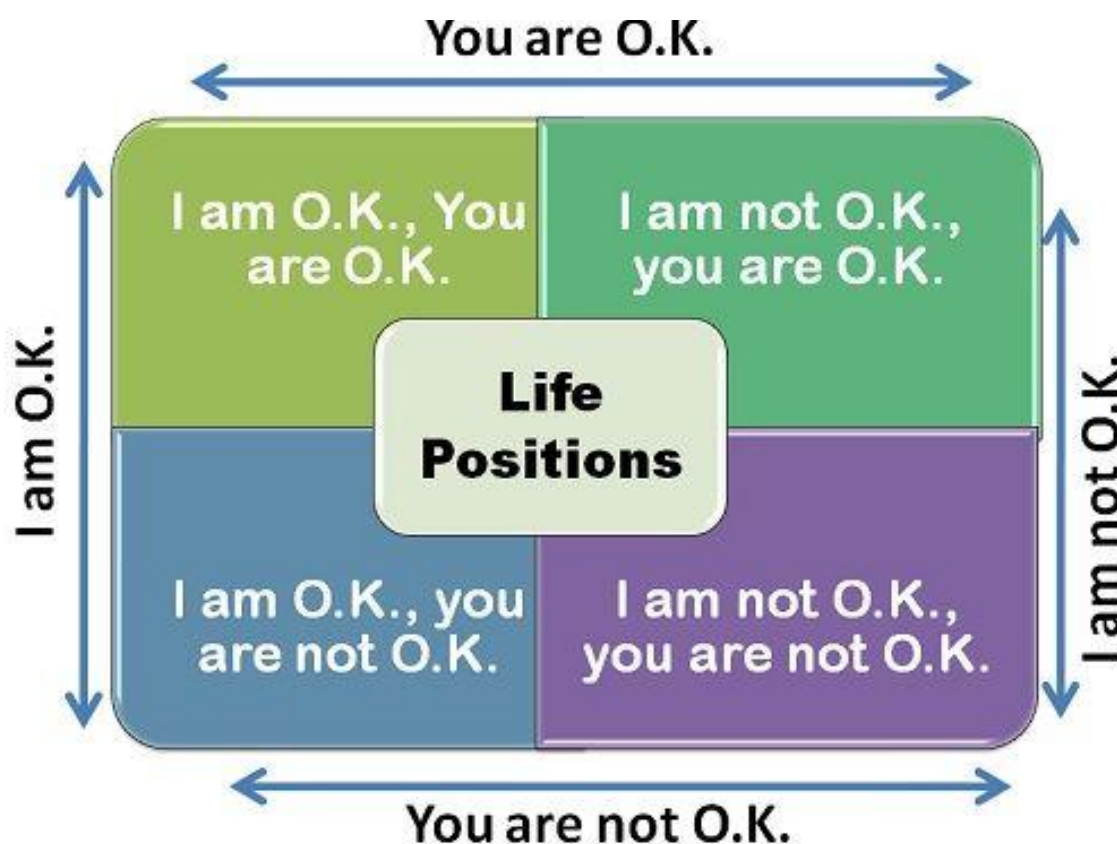 You are O.K.
I am O.K., You
are O.K.
I am not O.K.,
you are O.K.
I am O.K.
Life
Positions
I am not O.K.
I am O.K., you
are not O.K.
I am not O.K.,
you are not O.K.
You are not O.K.